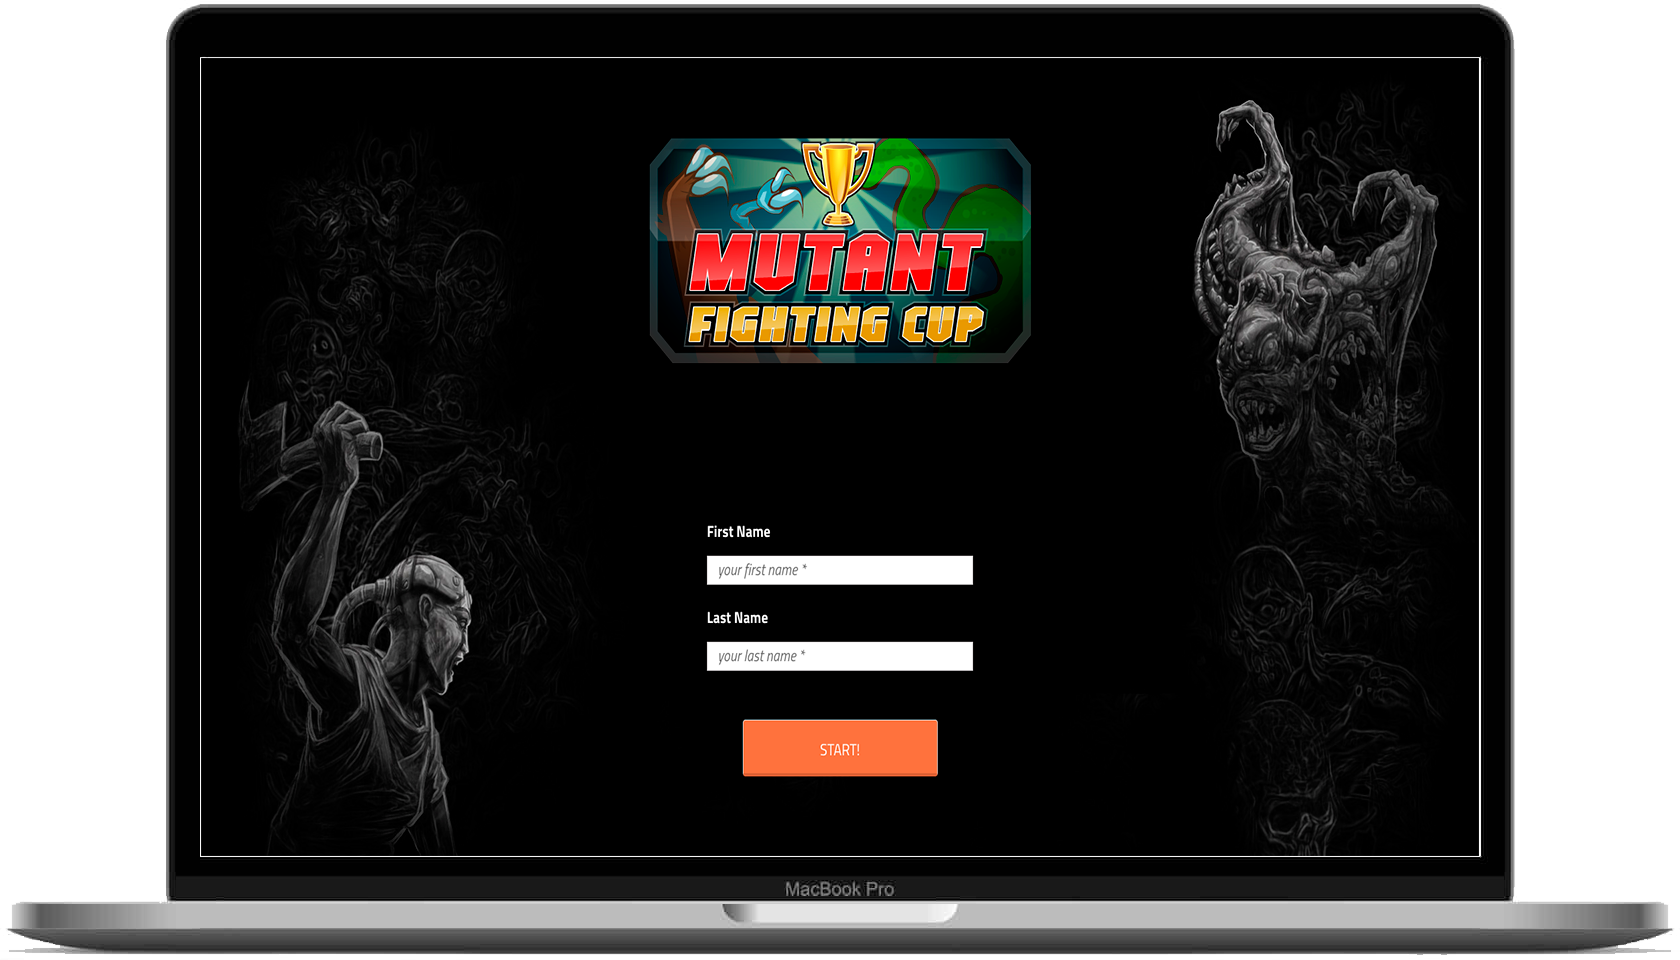 MUTANT
FIGHTING CUP
First Name
your first name *
Last Name
your last name *
START!
MacBook Pro